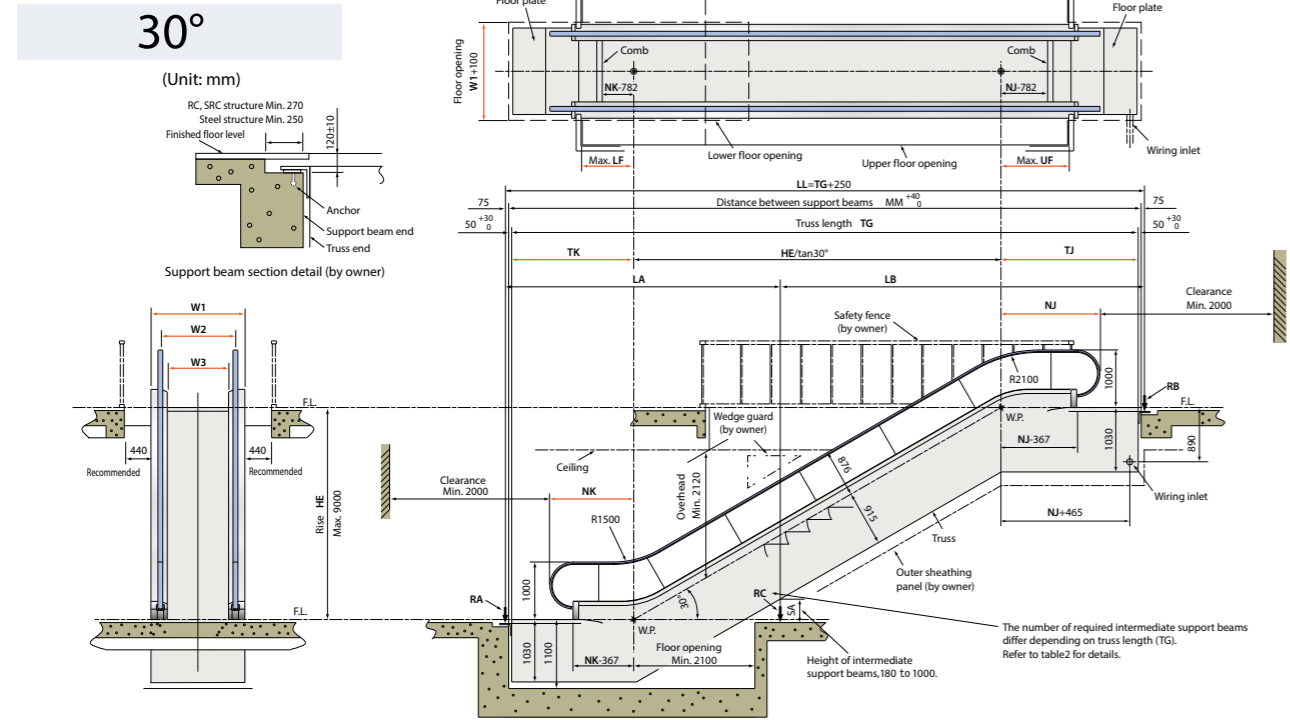 30°
(Unit: mm)
RC, SRC structure Min. 270
Steel structure Min. 250
Finished floor level
120±10
Anchor
Support beam end
Truss end
Support beam section detail (by owner)
Floor plate
Floor plate
Floor opening
W1+100
Comb
Comb
NK-782
NJ-782
Wiring inlet
Max. LF
Lower floor opening
Upper floor opening
Max. UF
LL=TG+250
75
Distance between support beams MM +40 0
75
50 +30 0
Truss length TG
50 +30 0
TK
HE/tan30°
TJ
LA
LB
Clearance
Min. 2000
NJ
Safety fence
(by owner)
R2100
1000
RB
F.L.
W.P.
Wedge guard
(by owner)
NJ-367
1030
890
Ceiling
Overhead
Min. 2120
876
915
Wiring inlet
NJ+465
Clearance
Min. 2000
NK
R1500
Truss
Outer sheathing
panel (by owner)
1000
RA
30°
RC
SA
W.P.
Floor opening
Min. 2100
1030
1100
NK-367
Height of intermediate
support beams,180 to 1000.
The number of required intermediate support beams
differ depending on truss length (TG).
Refer to table2 for details.
W1
W2
W3
F.L.
440
Recommended
440
Recommended
Rise HE
Max. 9000
F.L.